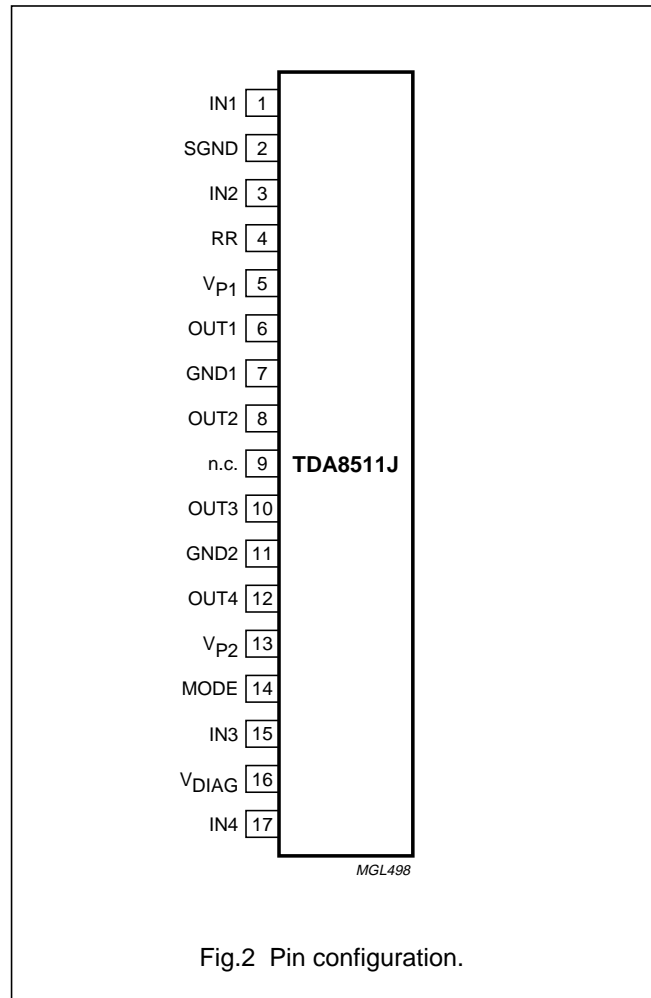 IN1 1
SGND 2
IN2 3
RR 4
VP1 5
OUT1 6
GND1 7
OUT2 8
n.c. 9 TDA8511J
OUT3 10
GND2 11
OUT4 12
VP2 13
MODE 14
IN3 15
VDIAG 16
IN4 17
MGL498
Fig.2 Pin configuration.